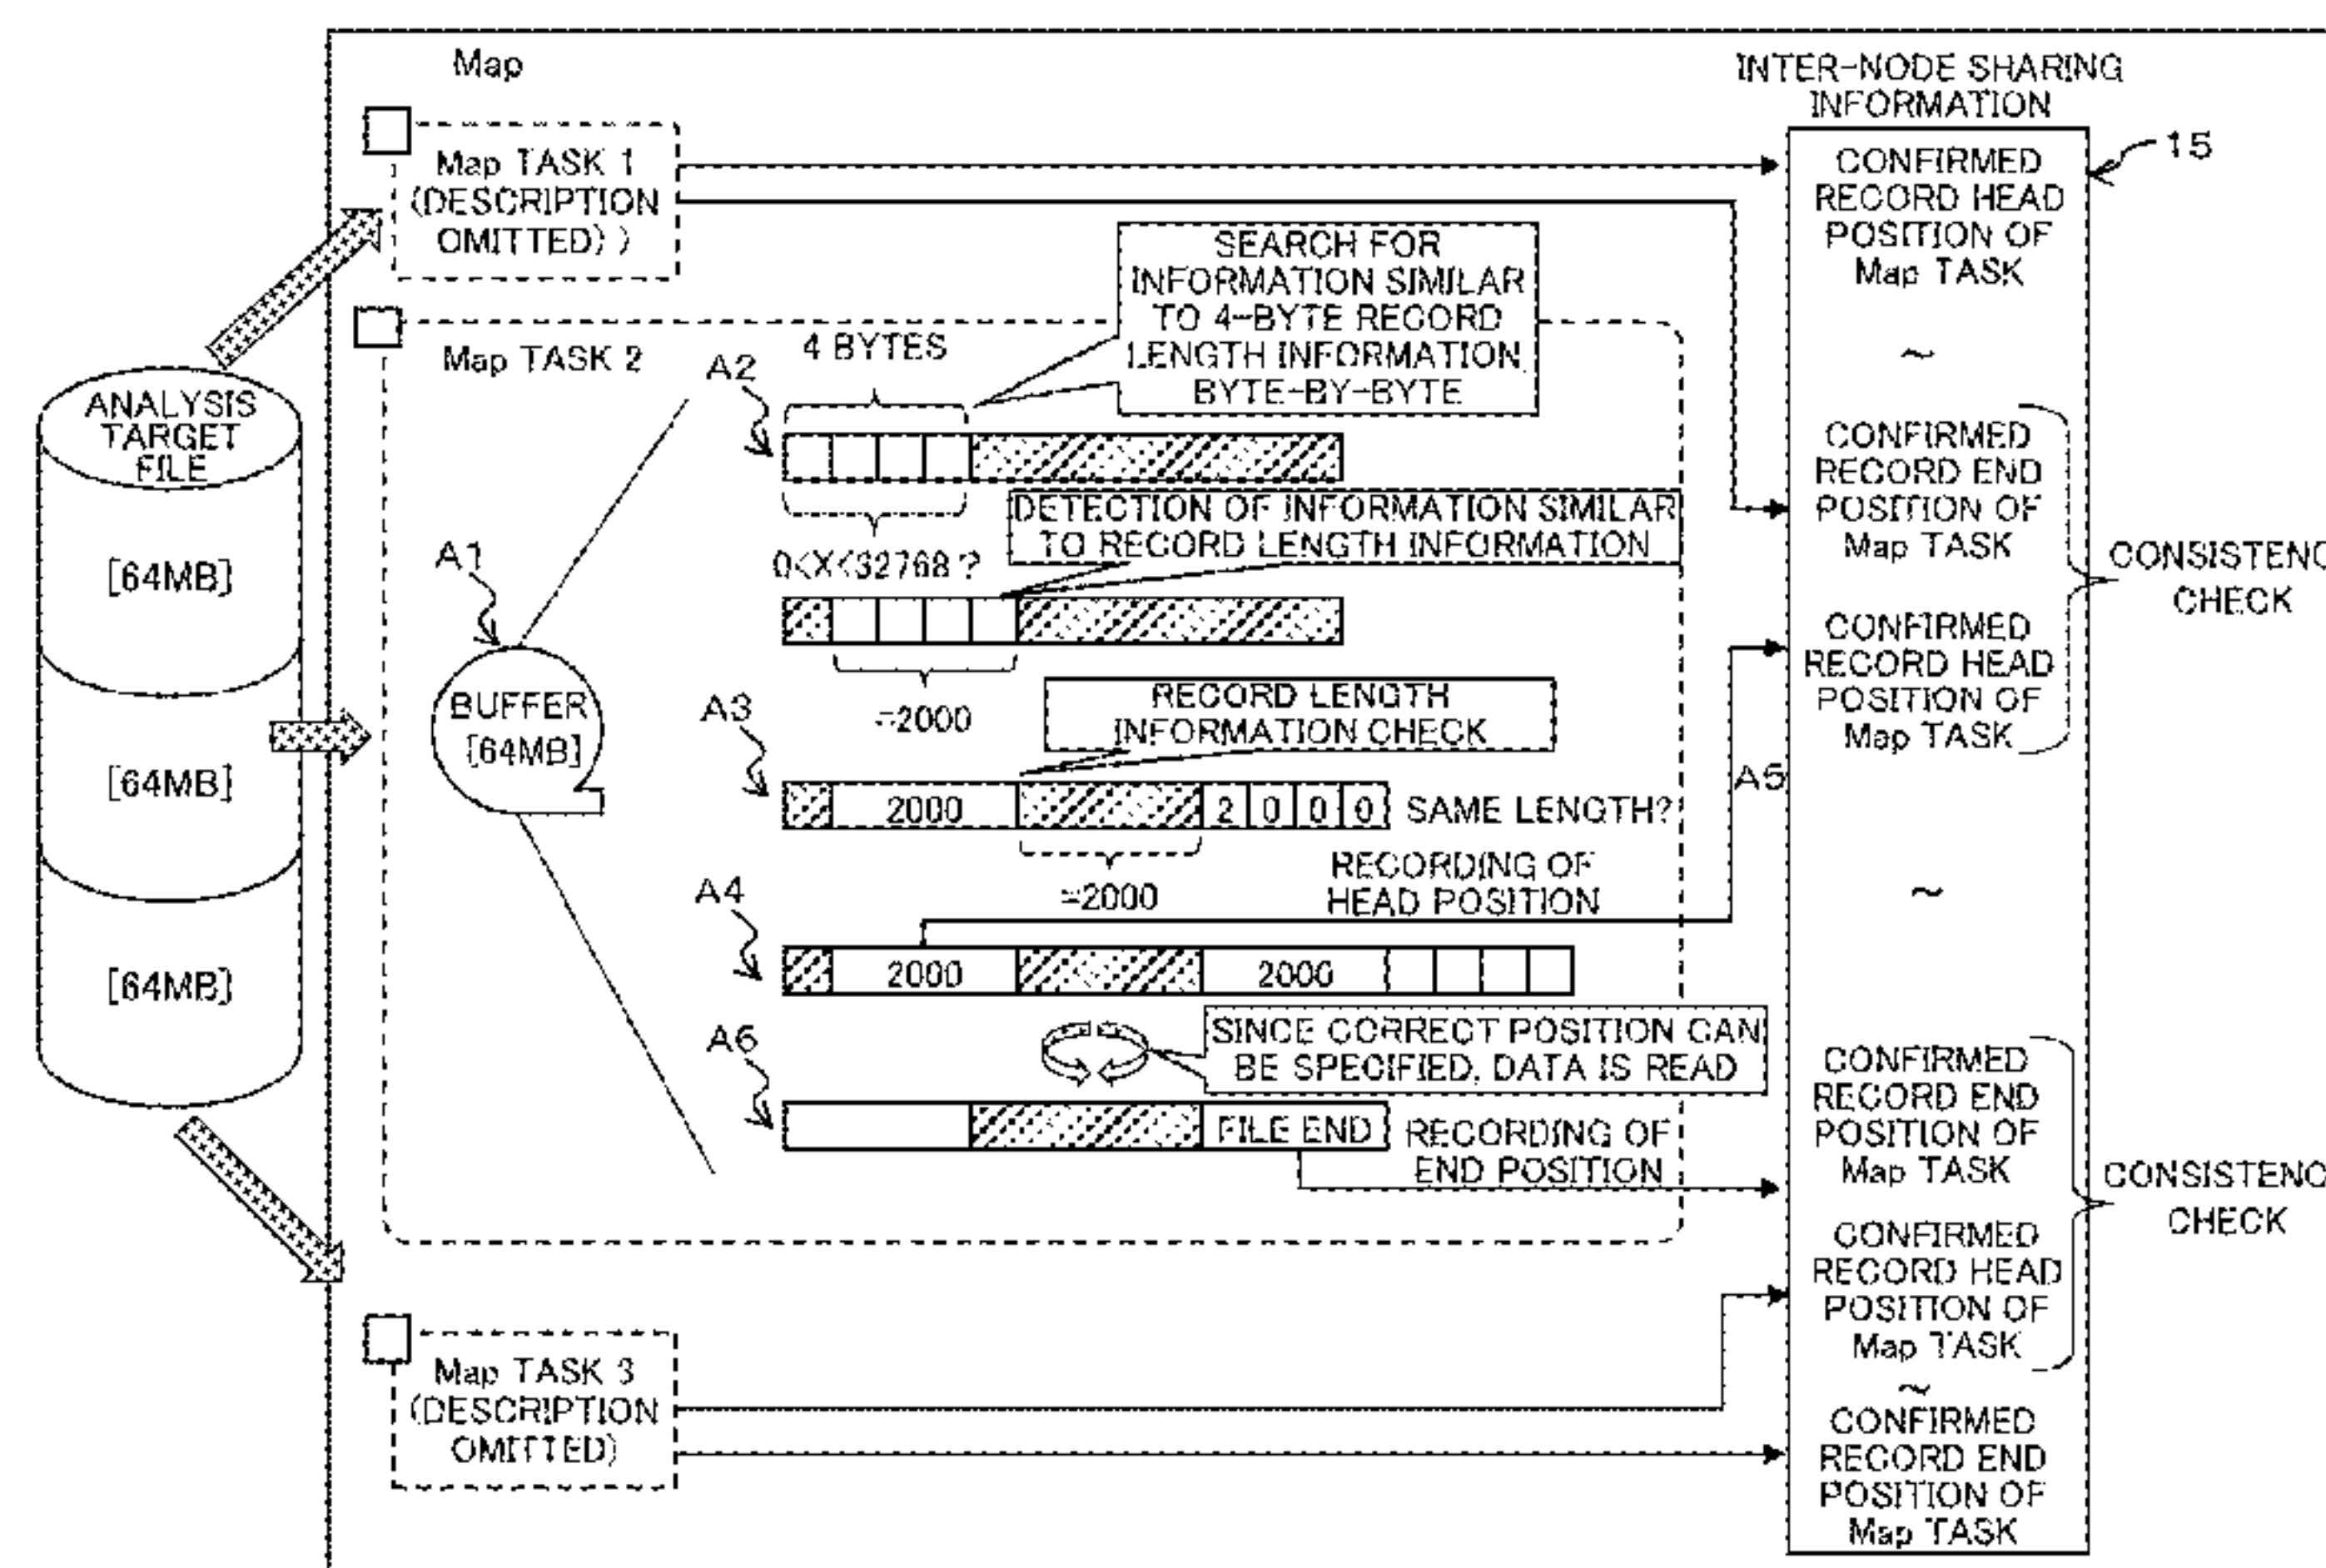 Map
INTER-NODE SHARING
INFORMATION
15
Map TASK 1
(DESCRIPTION
OMITTED) )
CONFIRMED
RECORD HEAD
POSITION OF
Map TASK
~
SEARCH FOR
INFORMATION SIMILAR
TO 4-BYTE RECORD
LENGTH INFORMATION
BYTE-BY-BYTE
Map TASK 2
4 BYTES
A2
ANALYSIS
TARGET
FILE
[64MB]
[64MB]
[64MB]
A1
BUFFER
[64MB]
0<X<32768 ?
DETECTION OF INFORMATION SIMILAR
TO RECORD LENGTH INFORMATION
=2000
CONFIRMED
RECORD END
POSITION OF
Map TASK
CONFIRMED
RECORD HEAD
POSITION OF
Map TASK
CONSISTENC
CHECK
A3
RECORD LENGTH
INFORMATION CHECK
2000
2 0 0 0
SAME LENGTH?
=2000
A5
~
A4
RECORDING OF
HEAD POSITION
2000
2000
A6
SINCE CORRECT POSITION CAN
BE SPECIFIED, DATA IS READ
FILE END
RECORDING OF
END POSITION
CONFIRMED
RECORD END
POSITION OF
Map TASK
CONFIRMED
RECORD HEAD
POSITION OF
Map TASK
CONSISTENC
CHECK
~
Map TASK 3
(DESCRIPTION
OMITTED)
CONFIRMED
RECORD END
POSITION OF
Map TASK